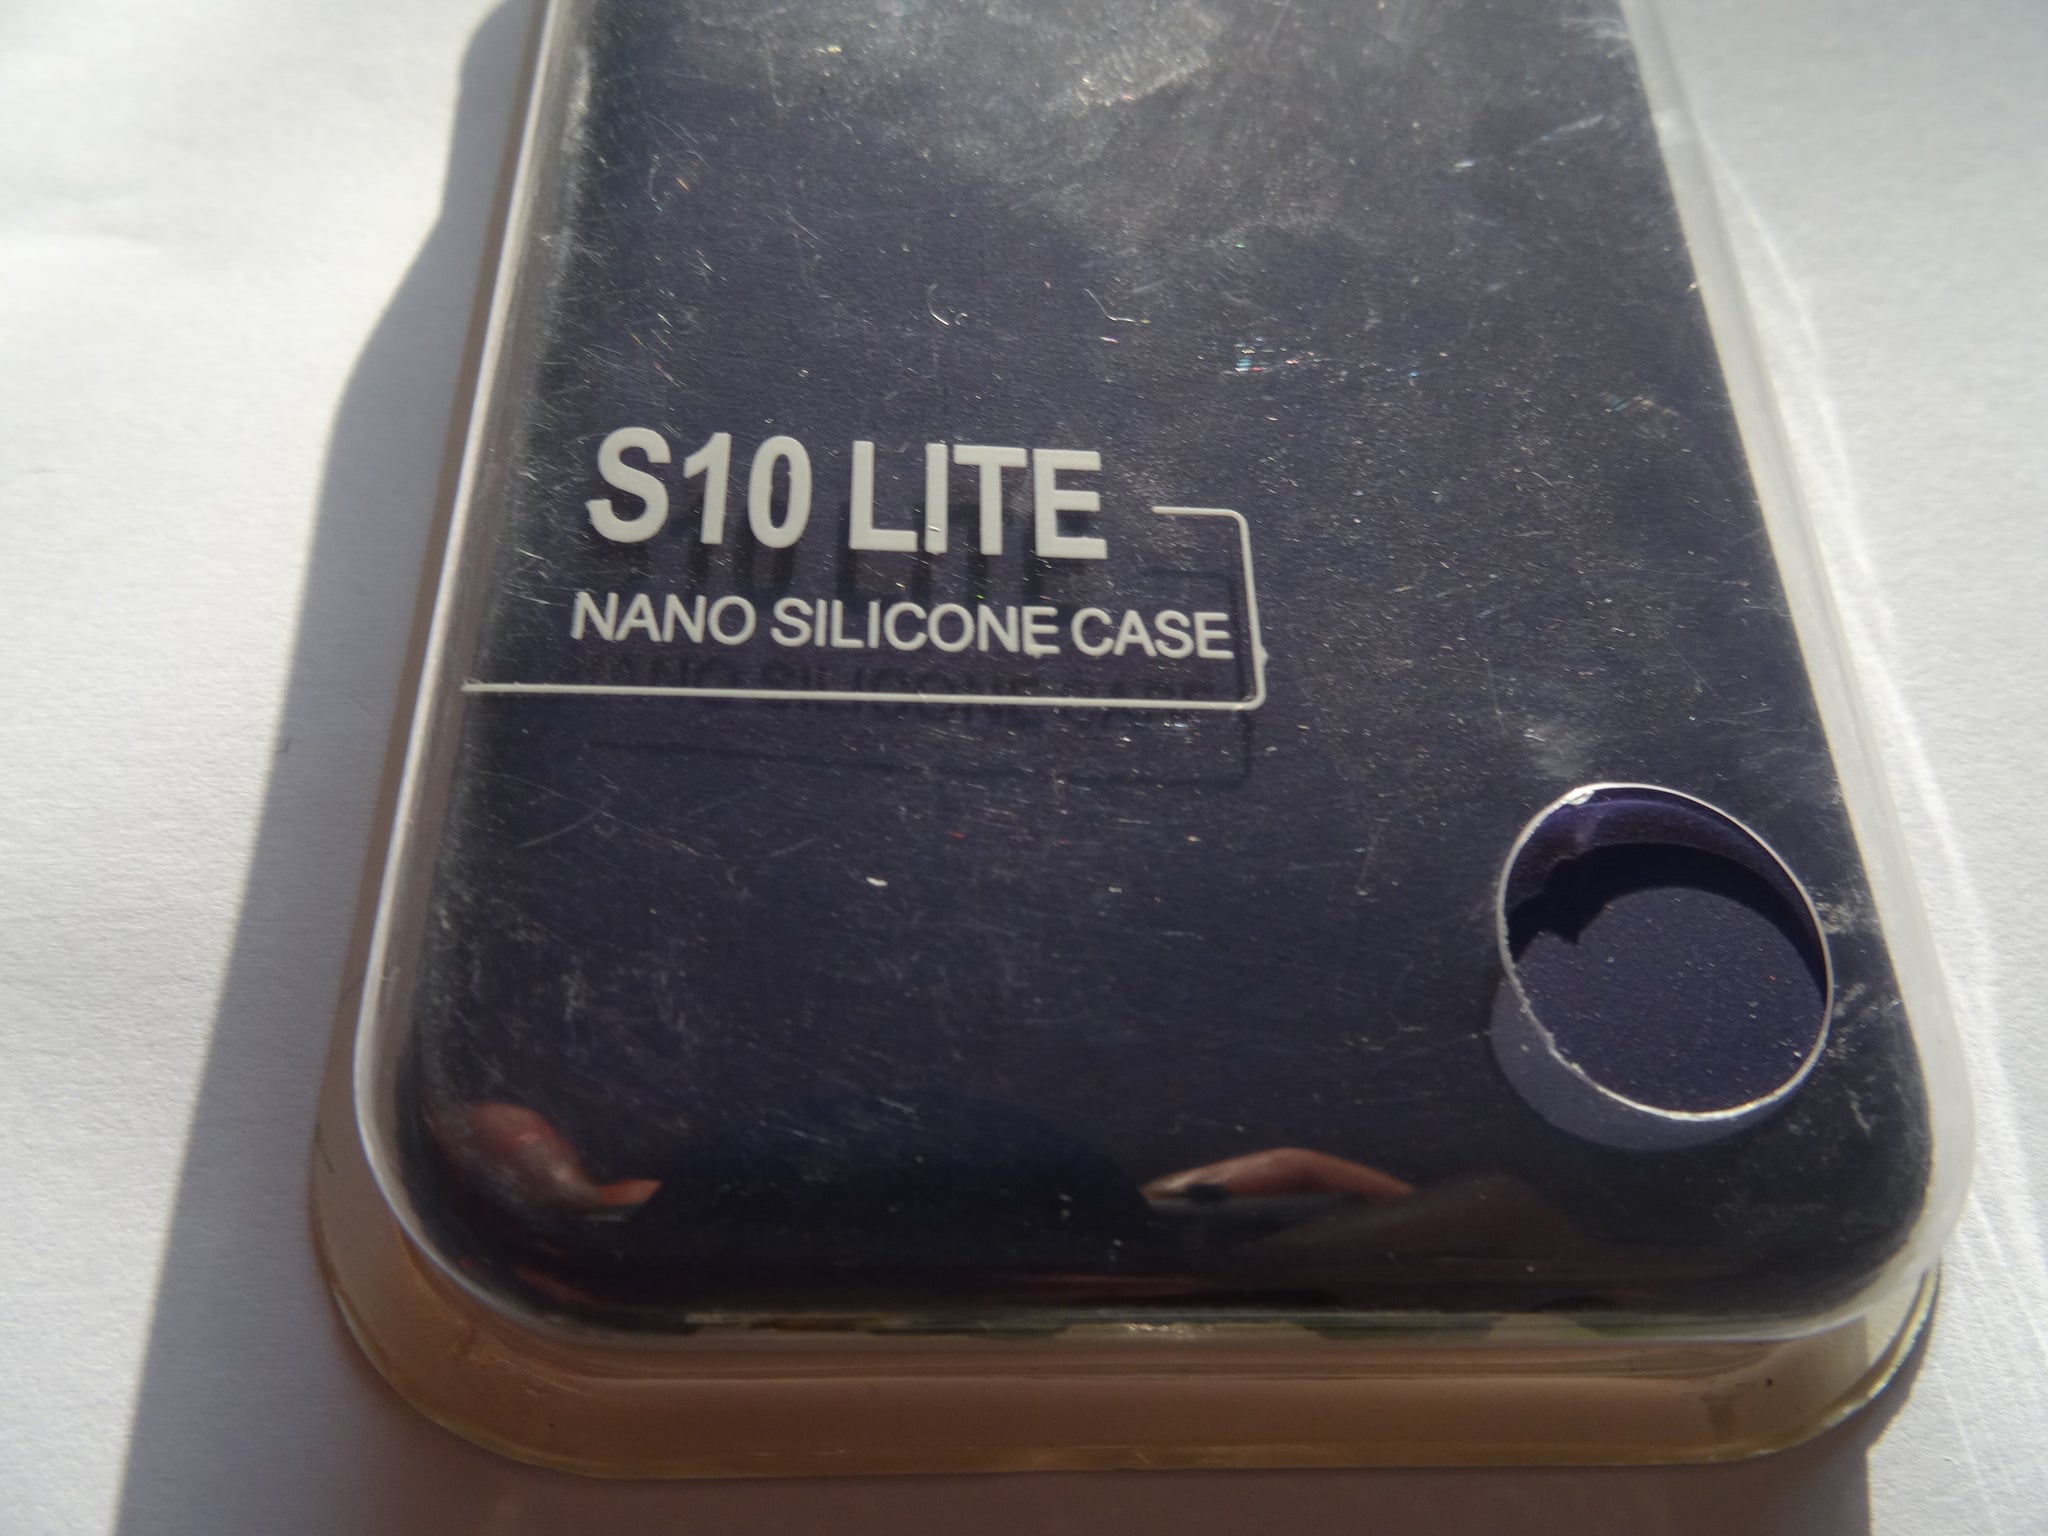 S10 LITE
NANO SILICONE CASE